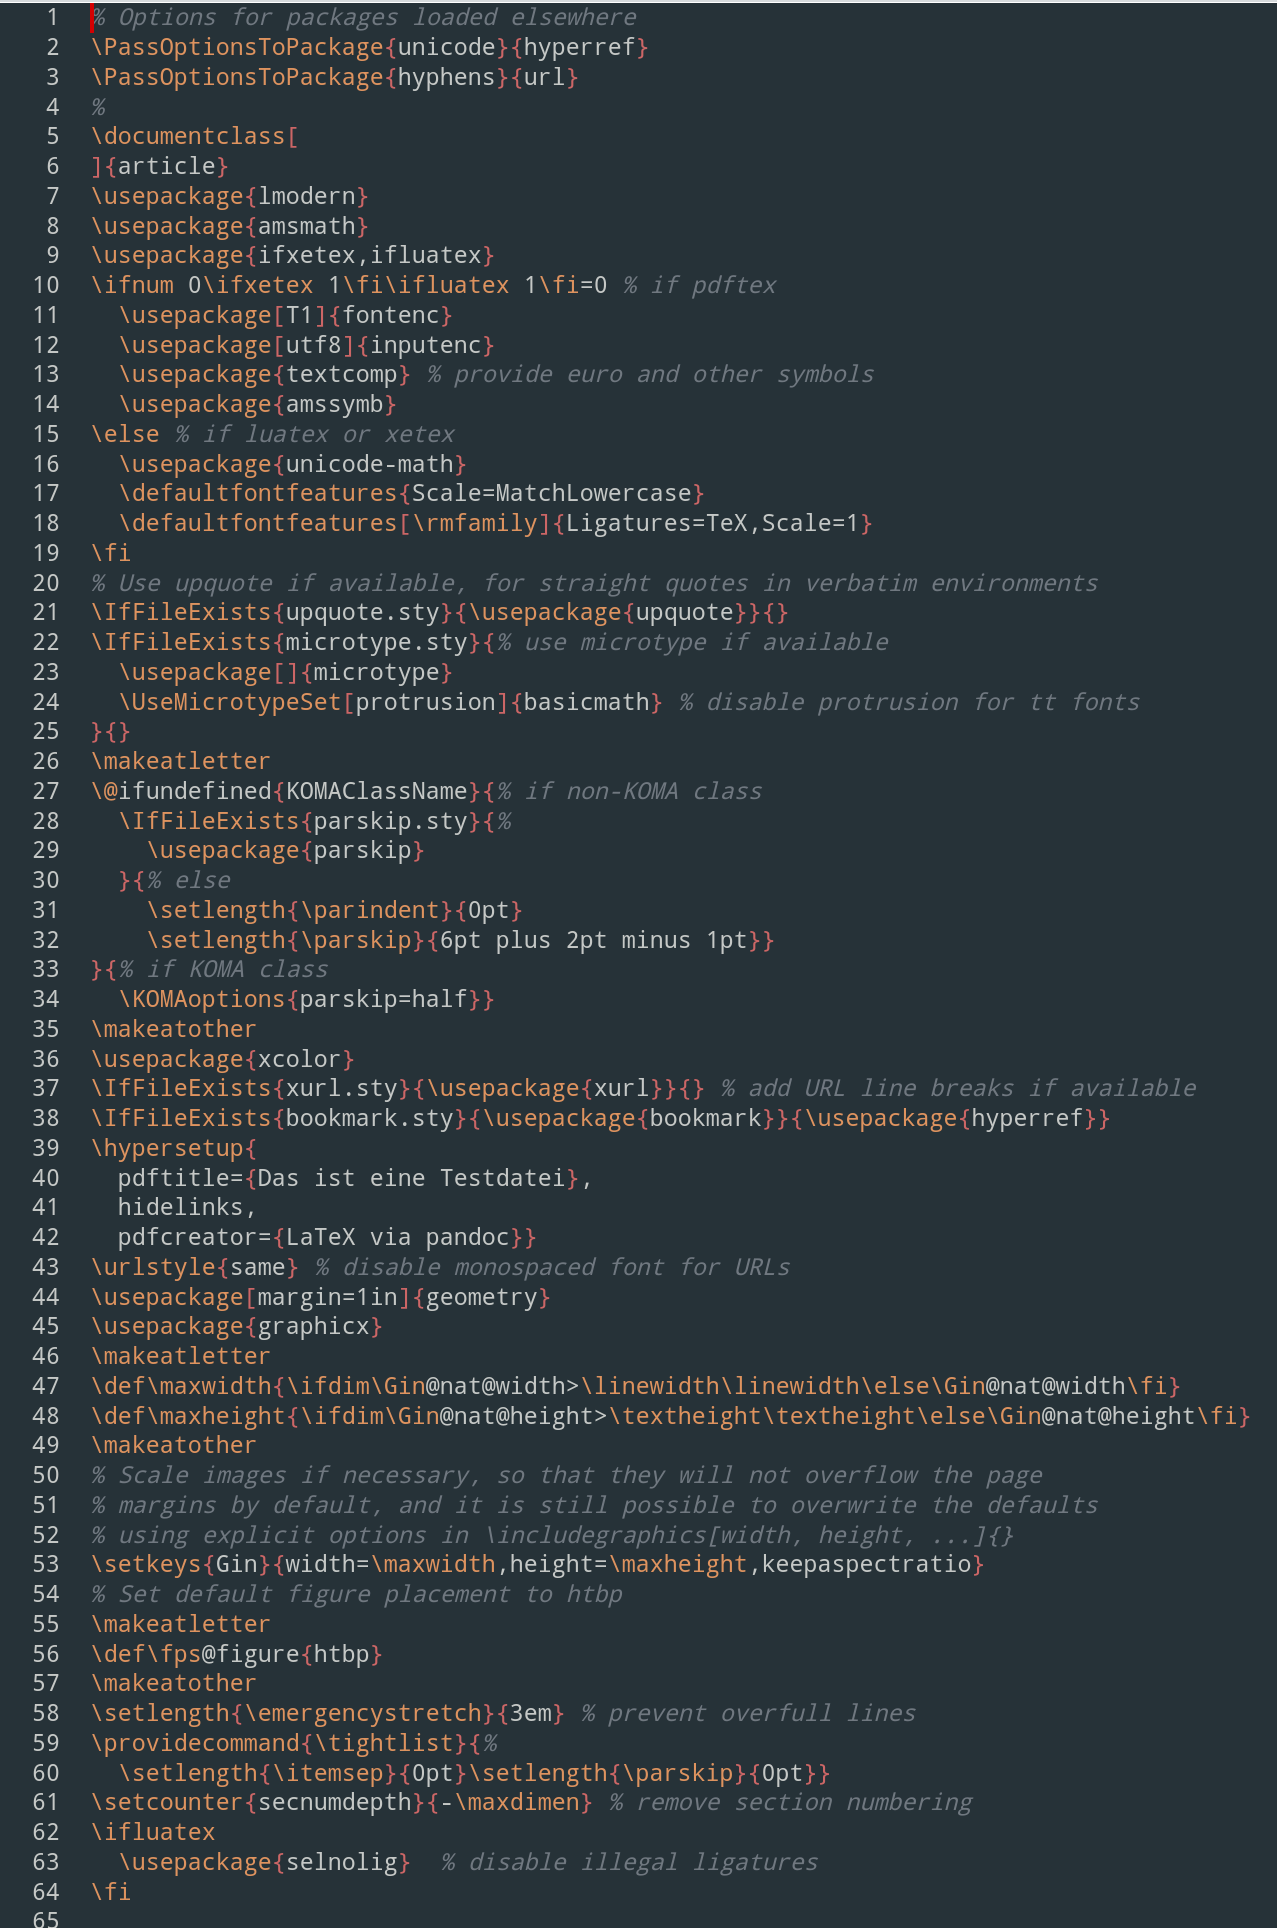 1 % Options for packages loaded elsewhere
2 \PassOptionsToPackage{unicode}{hyperref}
3 \PassOptionsToPackage{hyphens}{url}
4 %
5 \documentclass[
6 ]{article}
7 \usepackage{lmodern}
8 \usepackage{amsmath}
9 \usepackage{ifxetex,ifluatex}
10 \ifnum 0\ifxetex 1\fi\ifluatex 1\fi=0 % if pdftex
11   \usepackage[T1]{fontenc}
12   \usepackage[utf8]{inputenc}
13   \usepackage{textcomp} % provide euro and other symbols
14   \usepackage{amssymb}
15 \else % if luatex or xetex
16   \usepackage{unicode-math}
17   \defaultfontfeatures{Scale=MatchLowercase}
18   \defaultfontfeatures[\rmfamily]{Ligatures=TeX,Scale=1}
19 \fi
20 % Use upquote if available, for straight quotes in verbatim environments
21 \IfFileExists{upquote.sty}{\usepackage{upquote}}{}
22 \IfFileExists{microtype.sty}{% use microtype if available
23   \usepackage[]{microtype}
24   \UseMicrotypeSet[protrusion]{basicmath} % disable protrusion for tt fonts
25 }{}
26 \makeatletter
27 \@ifundefined{KOMAClassName}{% if non-KOMA class
28   \IfFileExists{parskip.sty}{%
29     \usepackage{parskip}
30   }{% else
31     \setlength{\parindent}{0pt}
32     \setlength{\parskip}{6pt plus 2pt minus 1pt}}
33 }{% if KOMA class
34   \KOMAoptions{parskip=half}}
35 \makeatother
36 \usepackage{xcolor}
37 \IfFileExists{xurl.sty}{\usepackage{xurl}}{} % add URL line breaks if available
38 \IfFileExists{bookmark.sty}{\usepackage{bookmark}}{\usepackage{hyperref}}
39 \hypersetup{
40   pdftitle={Das ist eine Testdatei},
41   hidelinks,
42   pdfcreator={LaTeX via pandoc}}
43 \urlstyle{same} % disable monospaced font for URLs
44 \usepackage[margin=1in]{geometry}
45 \usepackage{graphicx}
46 \makeatletter
47 \def\maxwidth{\ifdim\Gin@nat@width>\linewidth\linewidth\else\Gin@nat@width\fi}
48 \def\maxheight{\ifdim\Gin@nat@height>\textheight\textheight\else\Gin@nat@height\fi}
49 \makeatother
50 % Scale images if necessary, so that they will not overflow the page
51 % margins by default, and it is still possible to overwrite the defaults
52 % using explicit options in \includegraphics[width, height, ...]{}
53 \setkeys{Gin}{width=\maxwidth,height=\maxheight,keepaspectratio}
54 % Set default figure placement to htbp
55 \makeatletter
56 \def\fps@figure{htbp}
57 \makeatother
58 \setlength{\emergencystretch}{3em} % prevent overfull lines
59 \providecommand{\tightlist}{%
60   \setlength{\itemsep}{0pt}\setlength{\parskip}{0pt}}
61 \setcounter{secnumdepth}{-\maxdimen} % remove section numbering
62 \ifluatex
63   \usepackage{selnolig}  % disable illegal ligatures
64 \fi
65